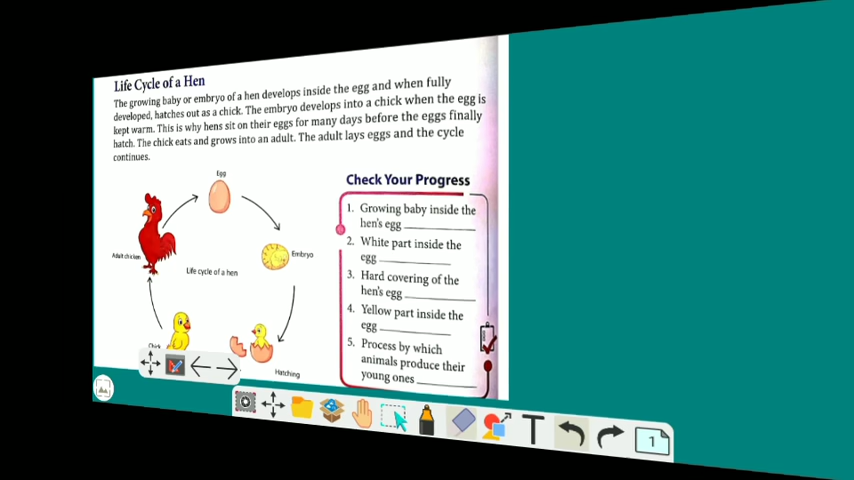 Life Cycle of a Hen
The growing baby or embryo of a hen develops inside the egg and when fully
developed, hatches out as a chick. The embryo develops into a chick when the egg is
kept warm. This is why hens sit on their eggs for many days before the eggs finally
hatch. The chick eats and grows into an adult. The adult lays eggs and the cycle
continues.
Egg
Embryo
Adult chicken
Life cycle of a hen
Chick
Hatching
Check Your Progress
1. Growing baby inside the
hen's egg
2. White part inside the
egg
3. Hard covering of the
hen's egg
4. Yellow part inside the
egg
5. Process by which
animals produce their
young ones
T
1